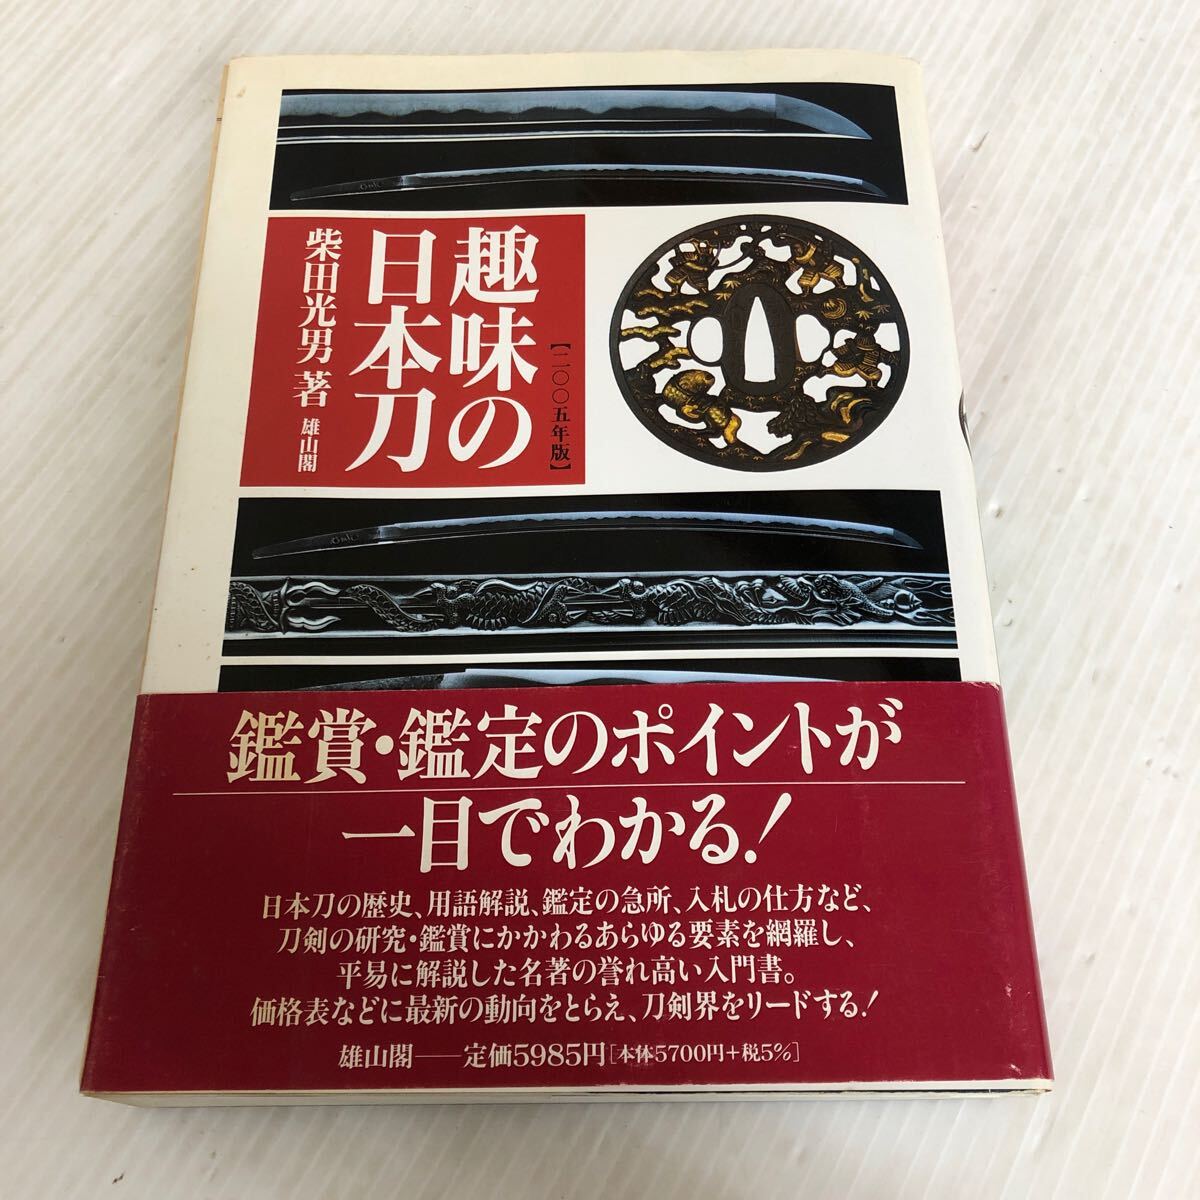 趣味の
日本刀
【二〇〇五年版】
柴田光男 著
雄山閣
鑑賞・鑑定のポイントが
一目でわかる！
日本刀の歴史、用語解説、鑑定の急所、入札の仕方など、
刀剣の研究・鑑賞にかかわるあらゆる要素を網羅し、
平易に解説した名著の誉れ高い入門書。
価格表などに最新の動向をとらえ、刀剣界をリードする！
雄山閣──定価5985円［本体5700円＋税5％］